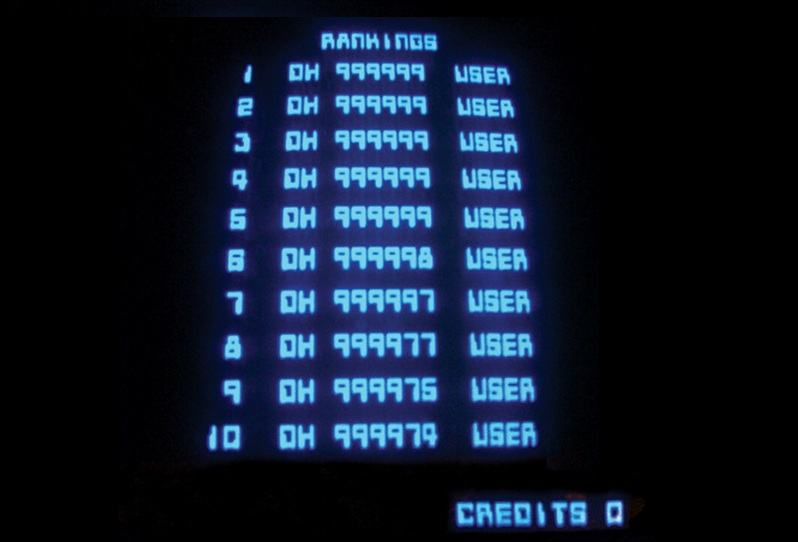 RANKINGS
1 OH 999999 USER
2 OH 999999 USER
3 OH 999999 USER
4 OH 999999 USER
5 OH 999999 USER
6 OH 999998 USER
7 OH 999997 USER
8 OH 999977 USER
9 OH 999975 USER
10 OH 999974 USER
CREDITS 0